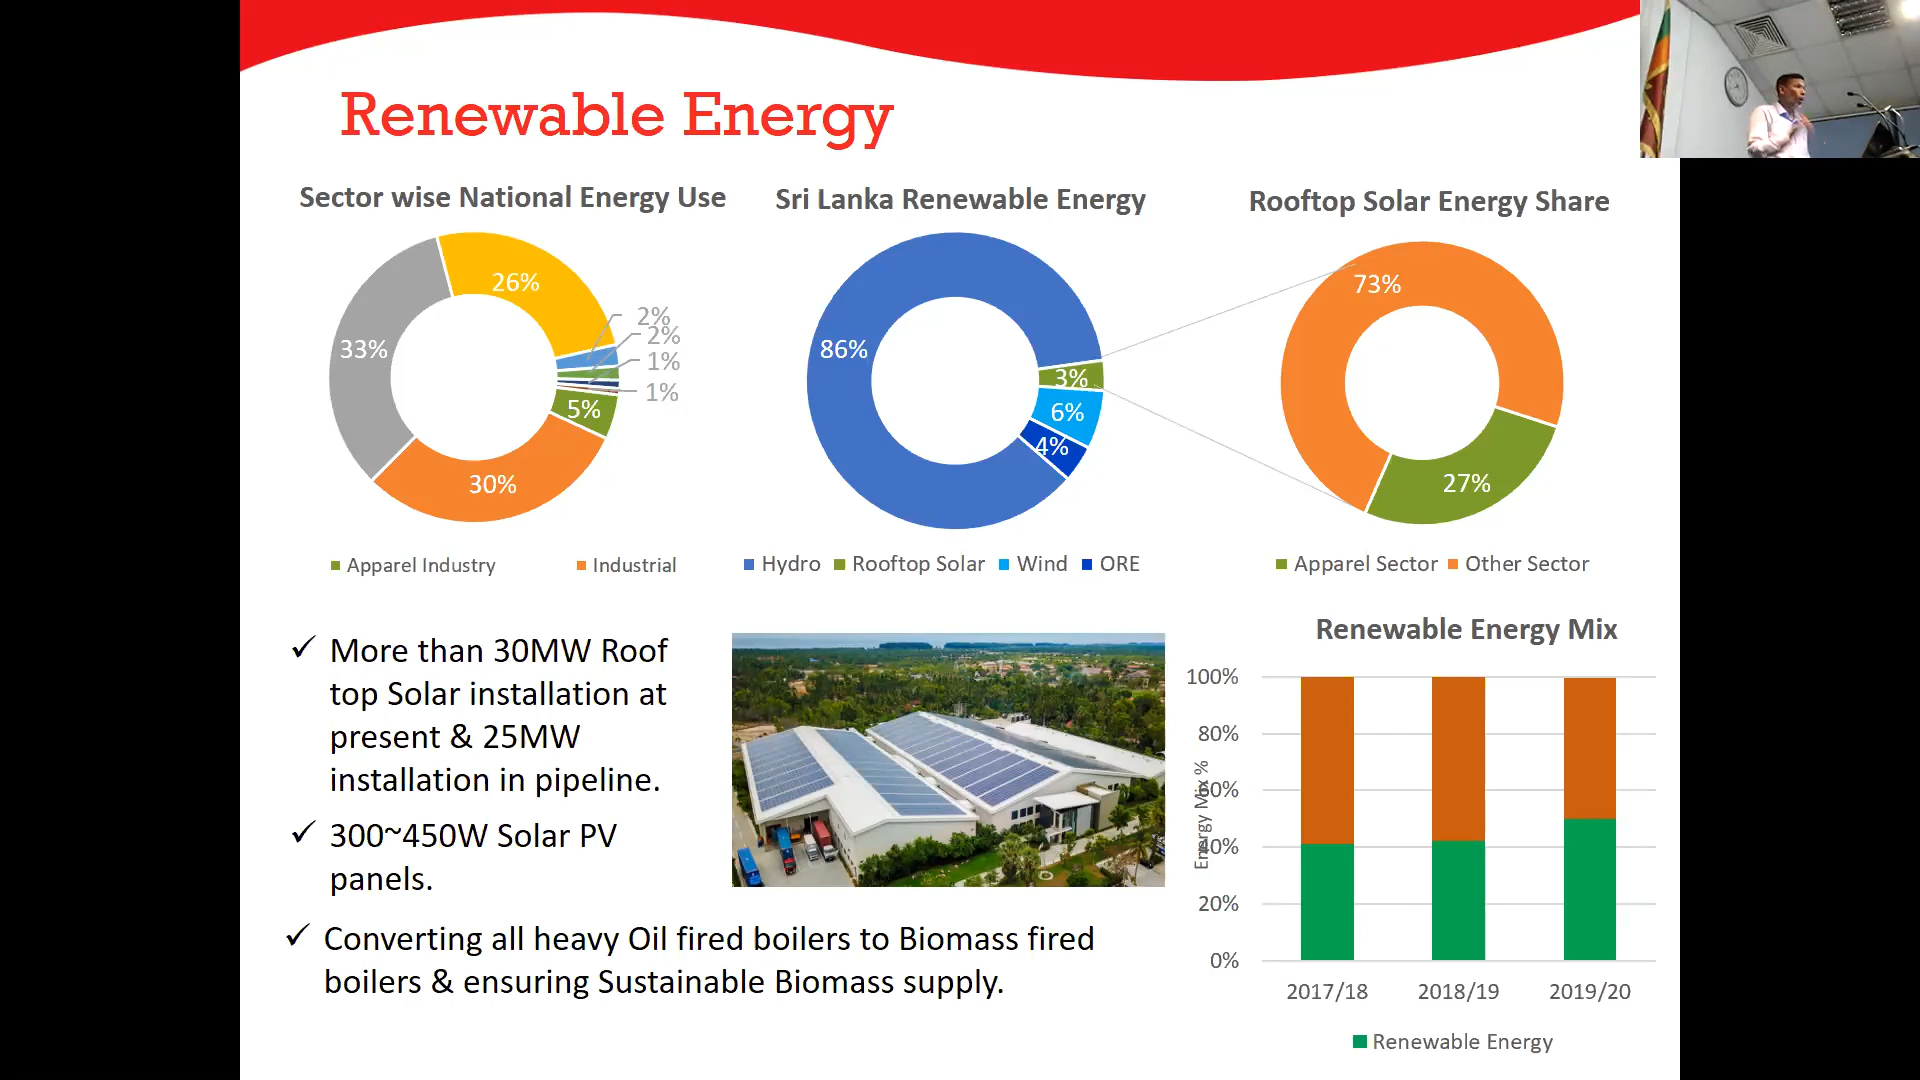 Renewable Energy
Sector wise National Energy Use
33%
26%
2%
2%
1%
1%
5%
30%
Apparel Industry
Industrial
Sri Lanka Renewable Energy
86%
3%
6%
4%
Hydro Rooftop Solar Wind ORE
Rooftop Solar Energy Share
73%
27%
Apparel Sector Other Sector
✓ More than 30MW Roof
top Solar installation at
present & 25MW
installation in pipeline.
✓ 300~450W Solar PV
panels.
✓ Converting all heavy Oil fired boilers to Biomass fired
boilers & ensuring Sustainable Biomass supply.
Renewable Energy Mix
Energy Mix %
100%
80%
60%
40%
20%
0%
2017/18 2018/19 2019/20
Renewable Energy